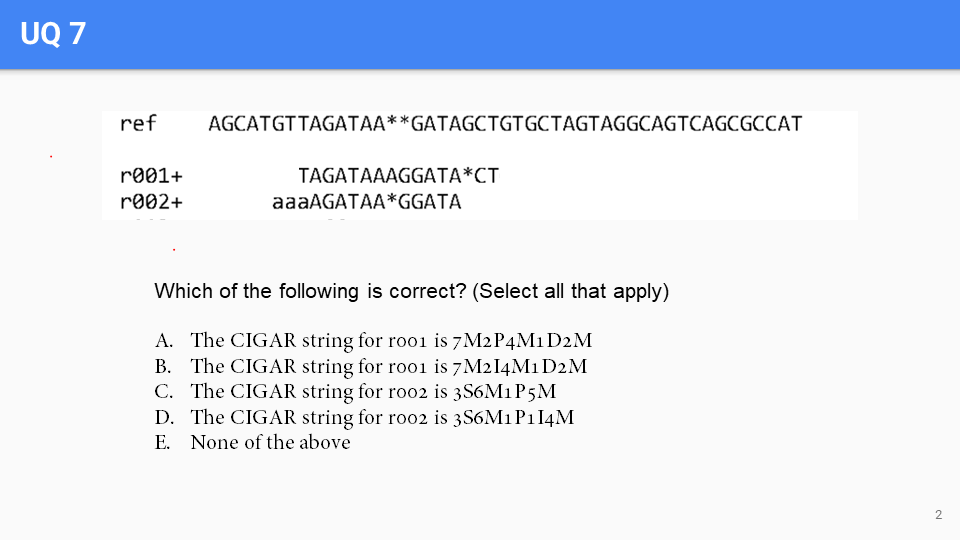 UQ 7
ref AGCATGTTAGATAA**GATAGCTGTGCTAGTAGGCAGTCAGCGCCAT
r001+ TAGATAAAGGATA*CT
r002+ aaaAGATAA*GGATA
Which of the following is correct? (Select all that apply)
A. The CIGAR string for r001 is 7M2P4M1D2M
B. The CIGAR string for r001 is 7M2I4M1D2M
C. The CIGAR string for r002 is 3S6M1P5M
D. The CIGAR string for r002 is 3S6M1P1I4M
E. None of the above
2